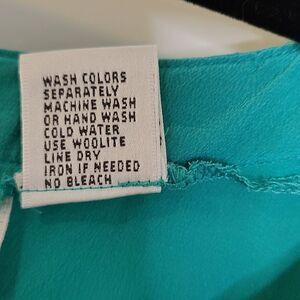 WASH COLORS
SEPARATELY
MACHINE WASH
OR HAND WASH
COLD WATER
USE WOOLITE
LINE DRY
IRON IF NEEDED
NO BLEACH